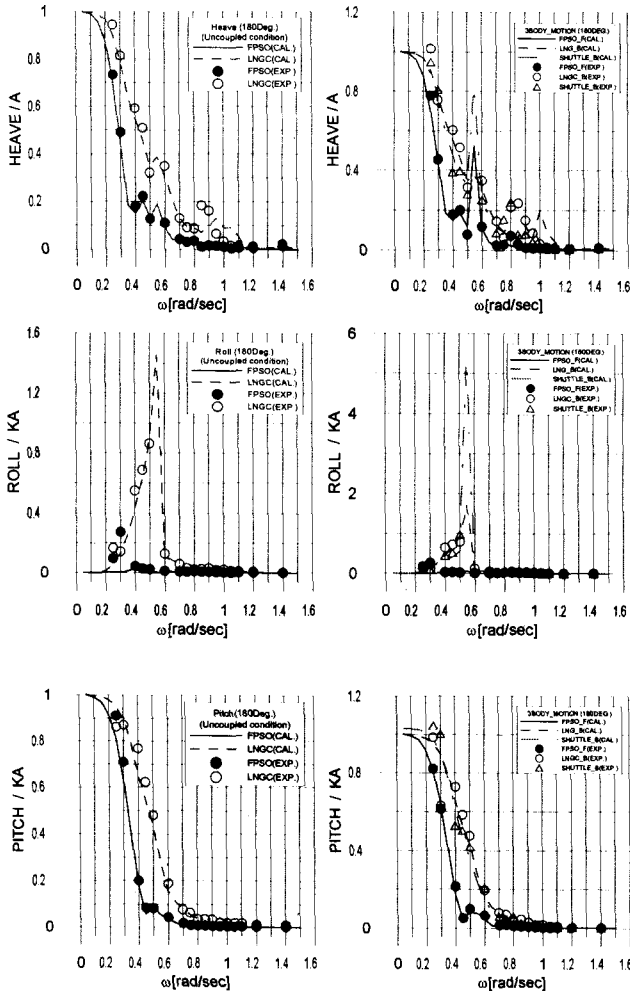 HEAVE / A
1
0.8
0.6
0.4
0.2
0
Heave (180Deg.)
(Uncoupled condition)
FPSO(CAL.)
LNGC(CAL.)
FPSO(EXP.)
LNGC(EXP.)
0 0.2 0.4 0.6 0.8 1 1.2 1.4 1.6
ω[rad/sec]
HEAVE / A
1.2
1.0
0.8
0.4
0
3BODY_MOTION (180DEG.)
FPSO_F(CAL.)
LNG_B(CAL.)
SHUTTLE_B(CAL.)
FPSO_F(EXP.)
LNGC_B(EXP.)
SHUTTLE_B(EXP.)
0 0.2 0.4 0.6 0.8 1 1.2 1.4 1.6
ω[rad/sec]
ROLL / KA
1.6
1.2
0.8
0.4
0
Roll (180Deg.)
(Uncoupled condition)
FPSO(CAL.)
LNGC(CAL.)
FPSO(EXP.)
LNGC(EXP.)
0 0.2 0.4 0.6 0.8 1 1.2 1.4 1.6
ω[rad/sec]
ROLL / KA
6
4
2
0
3BODY_MOTION (180DEG.)
FPSO_F(CAL.)
LNG_B(CAL.)
SHUTTLE_B(CAL.)
FPSO_F(EXP.)
LNGC_B(EXP.)
SHUTTLE_B(EXP.)
0 0.2 0.4 0.6 0.8 1 1.2 1.4 1.6
ω[rad/sec]
PITCH / KA
1
0.8
0.6
0.4
0.2
0
Pitch(180Deg.)
(Uncoupled condition)
FPSO(CAL.)
LNGC(CAL.)
FPSO(EXP.)
LNGC(EXP.)
0 0.2 0.4 0.6 0.8 1 1.2 1.4 1.6
ω[rad/sec]
PITCH / KA
1.2
1.0
0.8
0.4
0
3BODY_MOTION (180DEG.)
FPSO_F(CAL.)
LNG_B(CAL.)
SHUTTLE_B(CAL.)
FPSO_F(EXP.)
LNGC_B(EXP.)
SHUTTLE_B(EXP.)
0 0.2 0.4 0.6 0.8 1 1.2 1.4 1.6
ω[rad/sec]